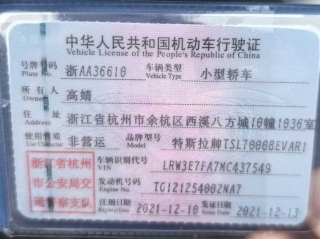 中华人民共和国机动车行驶证
Vehicle License of the People's Republic of China
号牌号码 浙AA36610 车辆类型 小型轿车
Plate No. Vehicle Type
所有人 高婧
Owner
住址 浙江省杭州市余杭区西溪八方城10幢1036室
Address
使用性质 非营运 品牌型号 特斯拉牌TSL7000BEVAR1
Use Character Model
浙江省杭州 车辆识别代号 LRW3E7FA7MC437549
VIN
市公安局交 发动机号码 TG121254002NA7
Engine No.
通警察支队 注册日期 2021-12-10 发证日期 2021-12-13
Register Date Issue Date